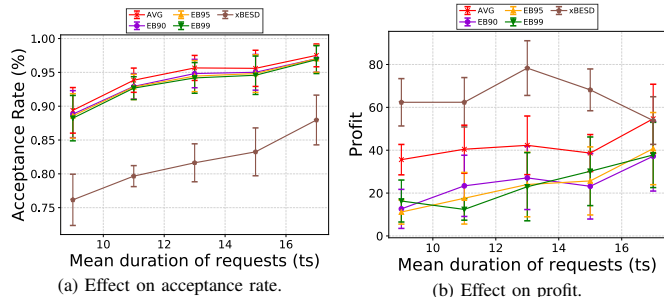 AVG EB95 xBESD
EB90 EB99
1.00
0.95
0.90
0.85
0.80
0.75
Acceptance Rate (%)
10 12 14 16
Mean duration of requests (ts)
(a) Effect on acceptance rate.
AVG EB95 xBESD
EB90 EB99
100
80
60
40
20
0
Profit
10 12 14 16
Mean duration of requests (ts)
(b) Effect on profit.